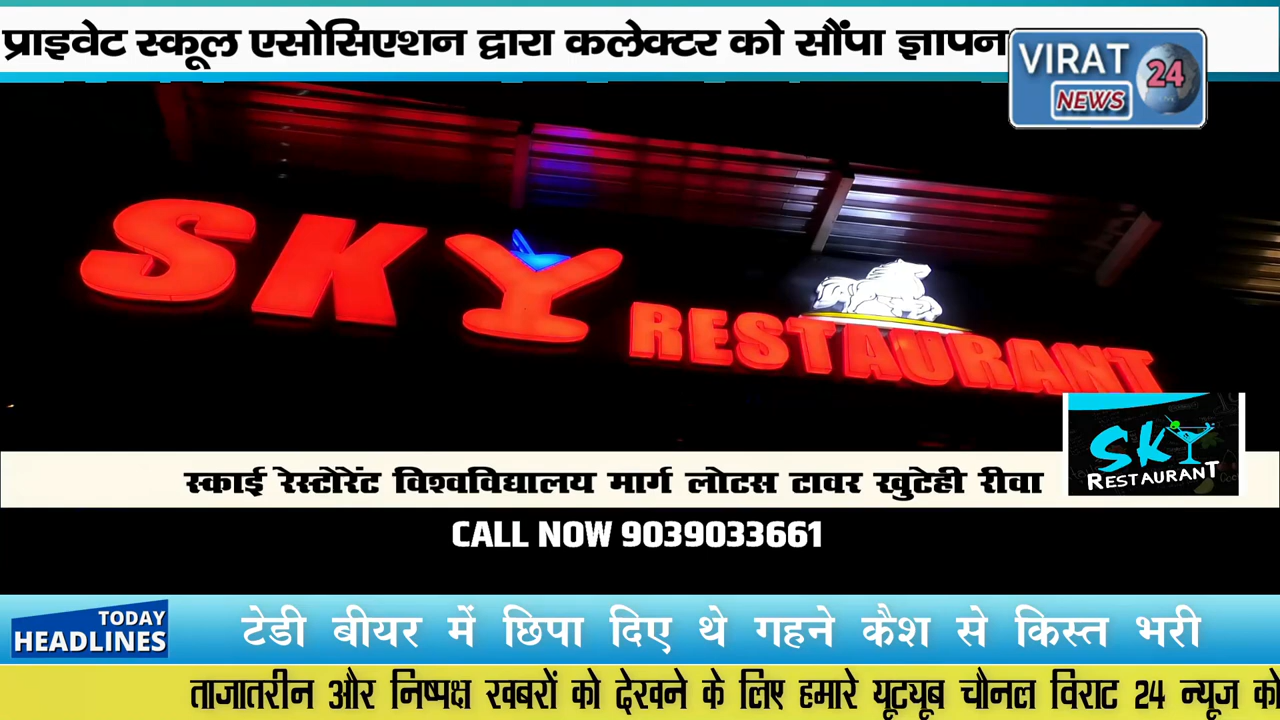 प्राइवेट स्कूल एसोसिएशन द्वारा कलेक्टर को सौंपा ज्ञापन
VIRAT
24
NEWS
SKY RESTAURANT
SKY
RESTAURANT
स्काई रेस्टोरेंट विश्वविद्यालय मार्ग लोटस टावर खुटेही रीवा
CALL NOW 9039033661
TODAY
HEADLINES
टेडी बीयर में छिपा दिए थे गहने कैश से किस्त भरी
ताजातरीन और निष्पक्ष खबरों को देखने के लिए हमारे यूट्यूब चौनल विराट 24 न्यूज को